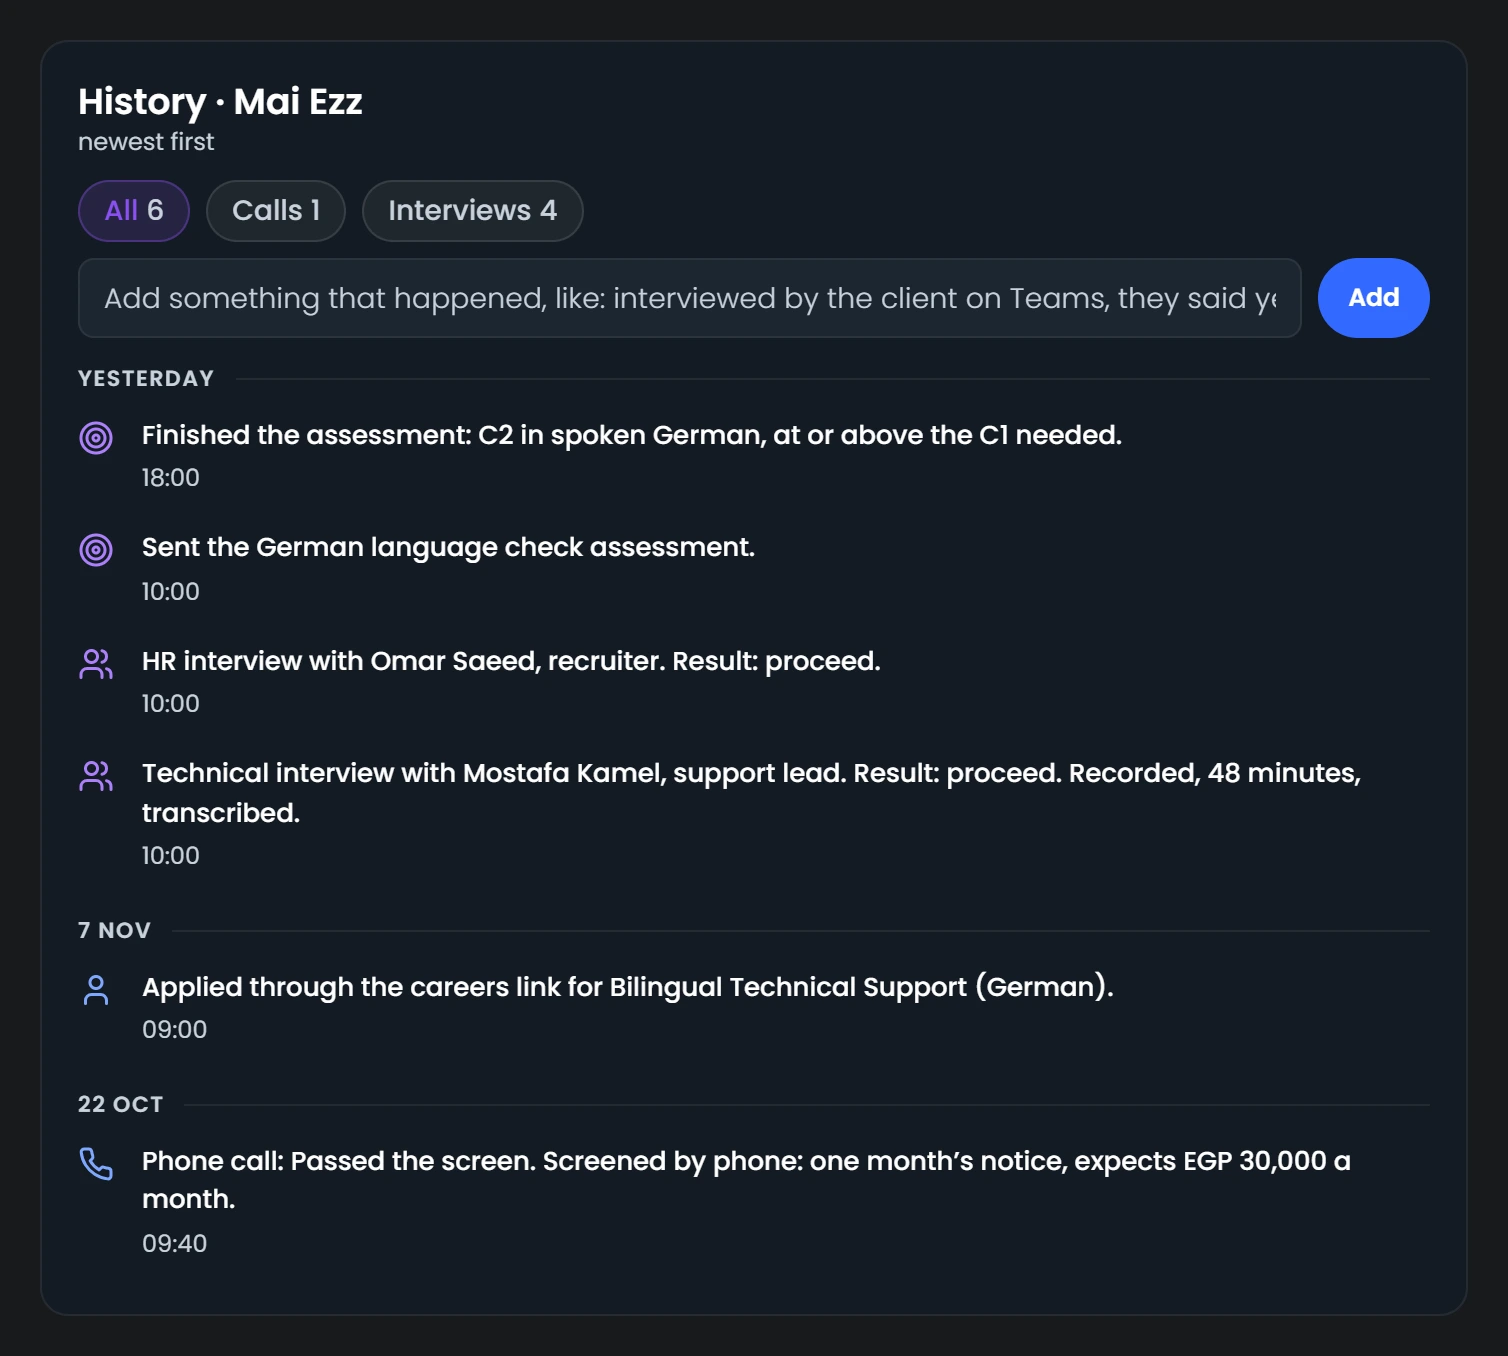 History · Mai Ezz
newest first
All 6
Calls 1
Interviews 4
Add something that happened, like: interviewed by the client on Teams, they said
Add
YESTERDAY
Finished the assessment: C2 in spoken German, at or above the C1 needed.
18:00
Sent the German language check assessment.
10:00
HR interview with Omar Saeed, recruiter. Result: proceed.
10:00
Technical interview with Mostafa Kamel, support lead. Result: proceed. Recorded, 48 minutes,
transcribed.
10:00
7 NOV
Applied through the careers link for Bilingual Technical Support (German).
09:00
22 OCT
Phone call: Passed the screen. Screened by phone: one month’s notice, expects EGP 30,000 a
month.
09:40